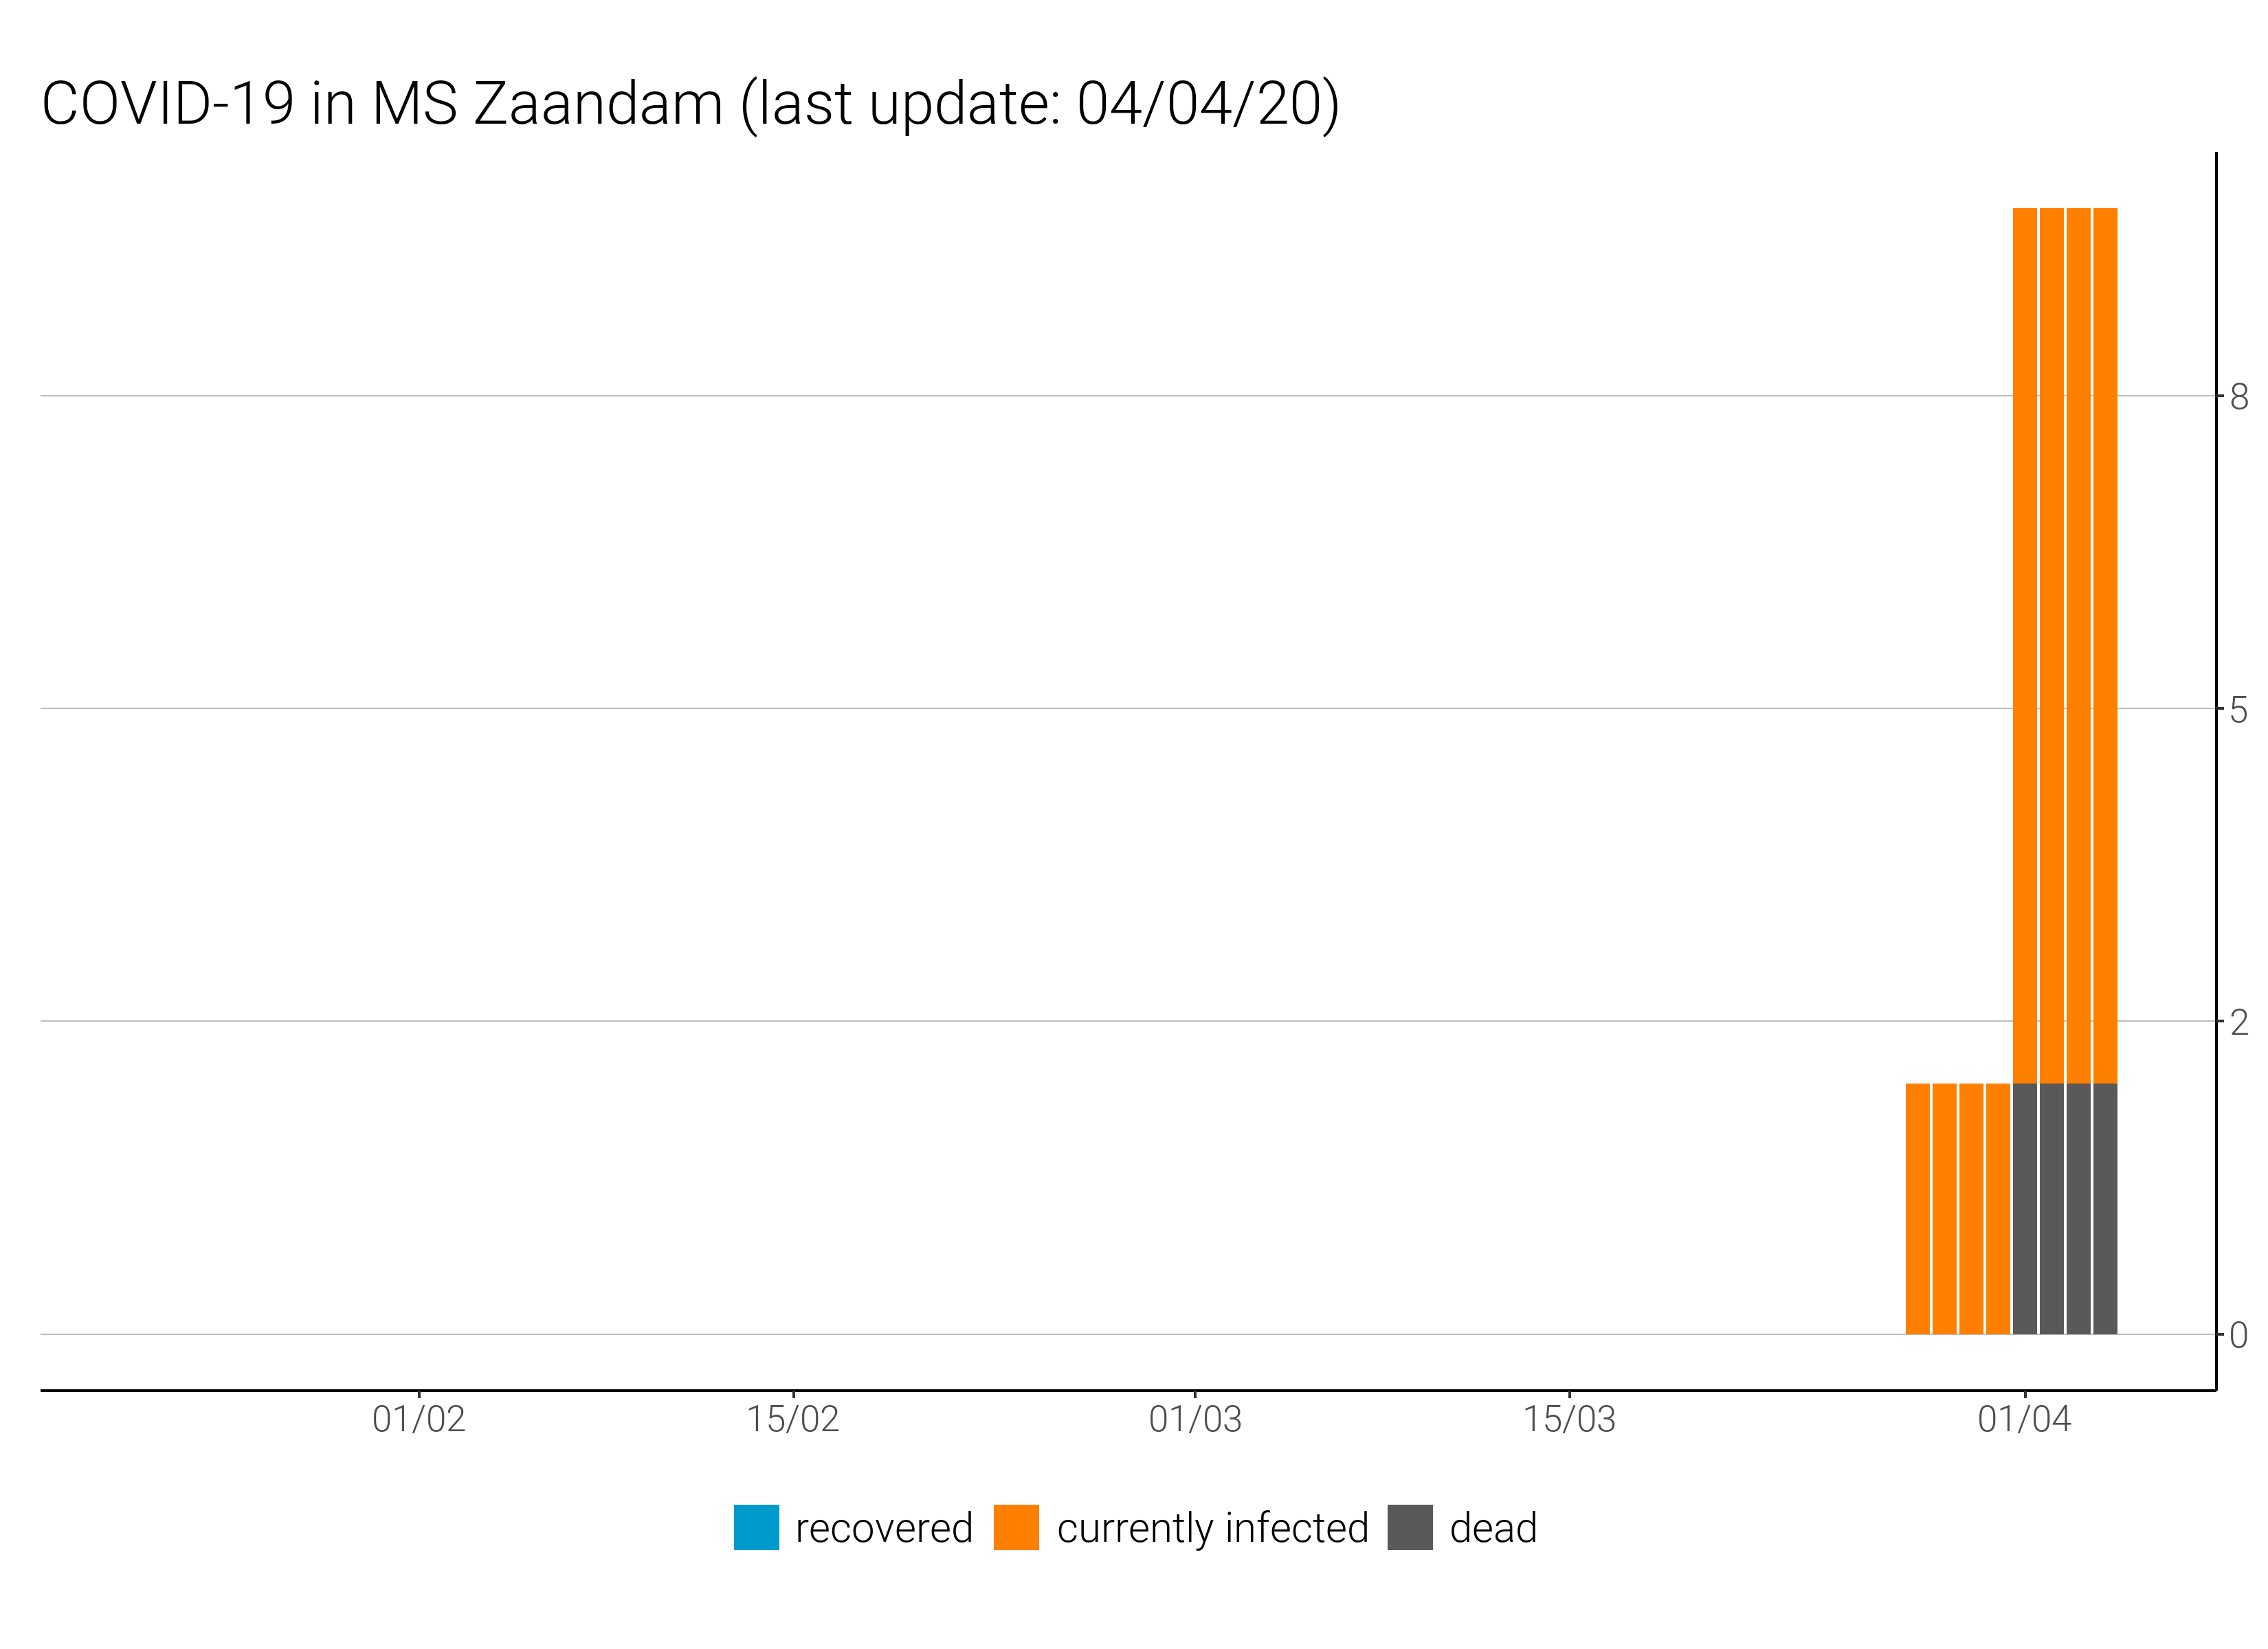 COVID-19 in MS Zaandam (last update: 04/04/20)
8
5
2
0
01/02 15/02 01/03 15/03 01/04
recovered currently infected dead